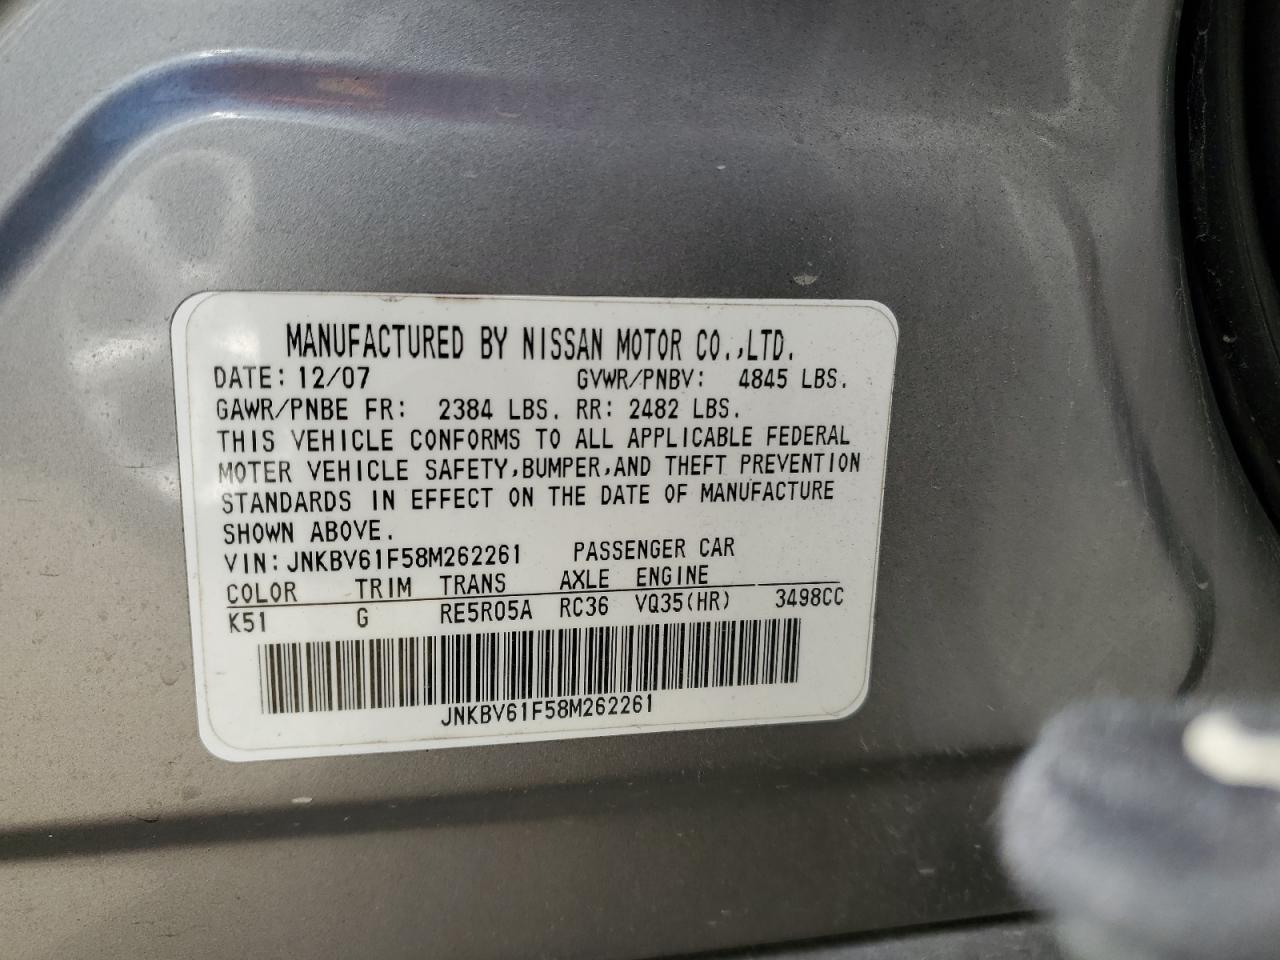 MANUFACTURED BY NISSAN MOTOR CO.,LTD.
DATE: 12/07 GVWR/PNBV: 4845 LBS.
GAWR/PNBE FR: 2384 LBS. RR: 2482 LBS.
THIS VEHICLE CONFORMS TO ALL APPLICABLE FEDERAL
MOTER VEHICLE SAFETY,BUMPER,AND THEFT PREVENTION
STANDARDS IN EFFECT ON THE DATE OF MANUFACTURE
SHOWN ABOVE.
VIN: JNKBV61F58M262261 PASSENGER CAR
COLOR TRIM TRANS AXLE ENGINE
K51 G RE5R05A RC36 VQ35(HR) 3498CC
JNKBV61F58M262261